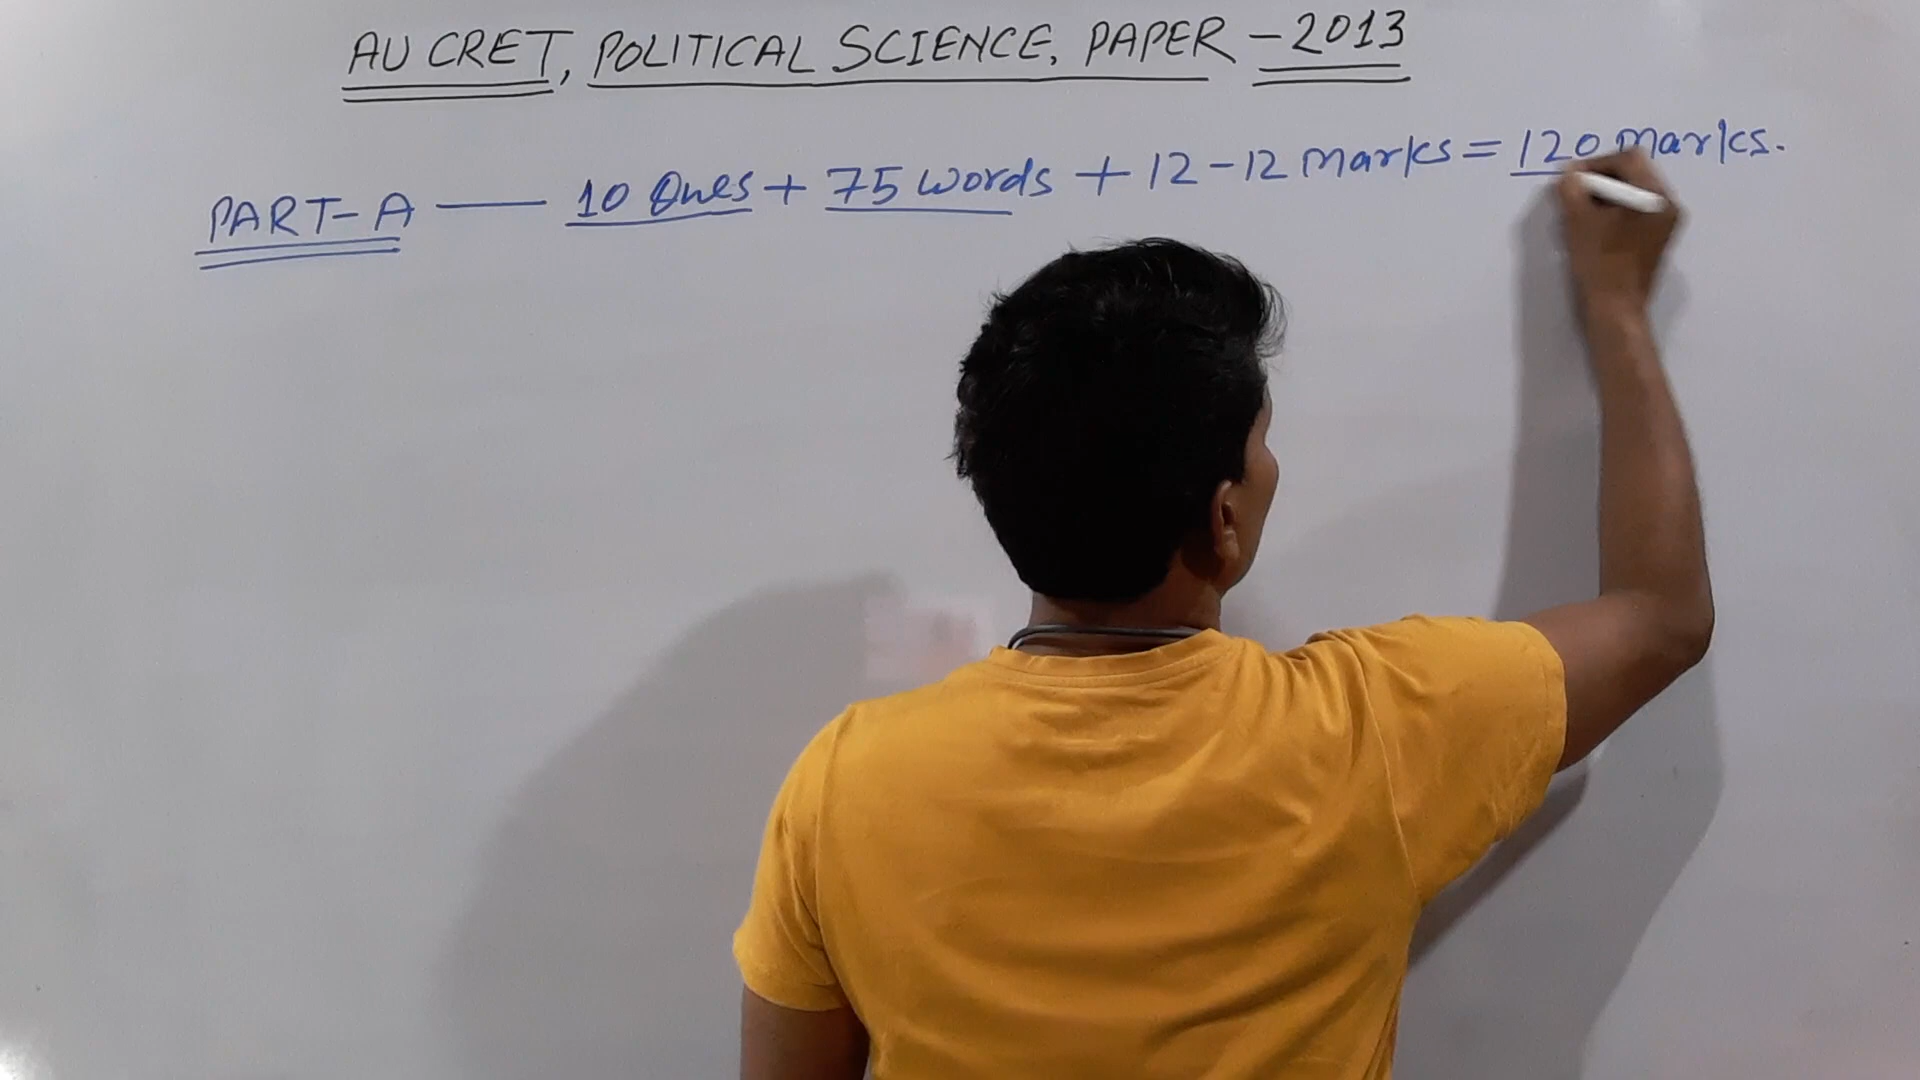 AU CRET, POLITICAL SCIENCE, PAPER - 2013
PART-A — 10 Ques + 75 words + 12-12 Marks = 120 Marks.